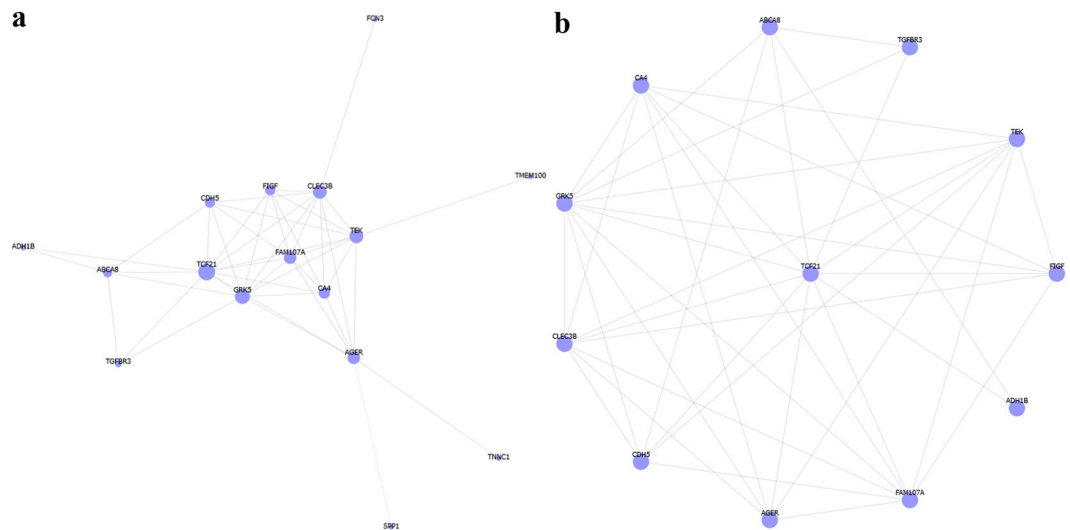 a
FCN3
TMEM100
FIGF
CLEC3B
CDH5
TEK
ADH1B
FAM107A
ABCA8
TCF21
GRK5
CA4
TGFBR3
AGER
TNNC1
SPP1
b
ABCA8
TGFBR3
CA4
TEK
GRK5
TCF21
FIGF
CLEC3B
ADH1B
CDH5
FAM107A
AGER